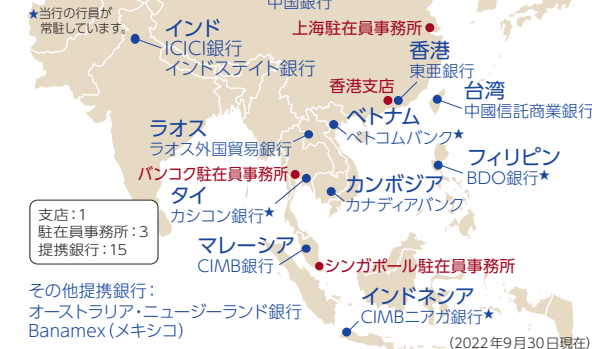 中国銀行
★当行の行員が
常駐しています。
インド
ICICI銀行
インドステイト銀行
上海駐在員事務所
香港
東亜銀行
香港支店
台湾
中國信託商業銀行
ベトナム
ベトコムバンク★
ラオス
ラオス外国貿易銀行
フィリピン
BDO銀行★
バンコク駐在員事務所
タイ
カシコン銀行★
カンボジア
カナディアバンク
支店：1
駐在員事務所：3
提携銀行：15
マレーシア
CIMB銀行
シンガポール駐在員事務所
その他提携銀行：
オーストラリア・ニュージーランド銀行
Banamex（メキシコ）
インドネシア
CIMBニアガ銀行★
（2022年9月30日現在）